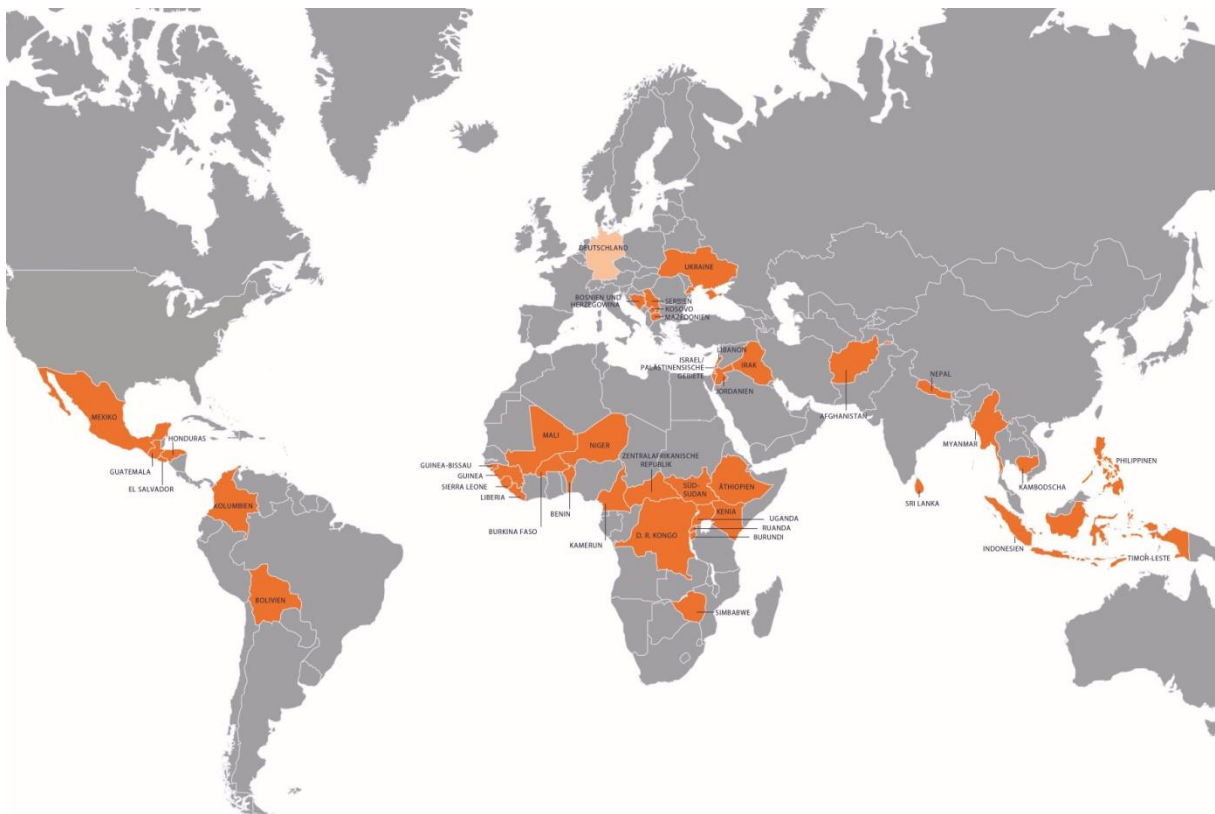 DEUTSCHLAND
UKRAINE
BOSNIEN UND
HERZEGOWINA
SERBIEN
KOSOVO
MAZEDONIEN
LIBANON
ISRAEL/
PALÄSTINENSISCHE
GEBIETE
IRAK
JORDANIEN
AFGHANISTAN
NEPAL
MYANMAR
PHILIPPINEN
KAMBODSCHA
SRI LANKA
INDONESIEN
TIMOR-LESTE
MEXIKO
HONDURAS
GUATEMALA
EL SALVADOR
KOLUMBIEN
BOLIVIEN
MALI
NIGER
ZENTRALAFRIKANISCHE
REPUBLIK
GUINEA-BISSAU
GUINEA
SIERRA LEONE
LIBERIA
BURKINA FASO
BENIN
KAMERUN
SÜD-
SUDAN
ÄTHIOPIEN
KENIA
UGANDA
RUANDA
BURUNDI
D. R. KONGO
SIMBABWE